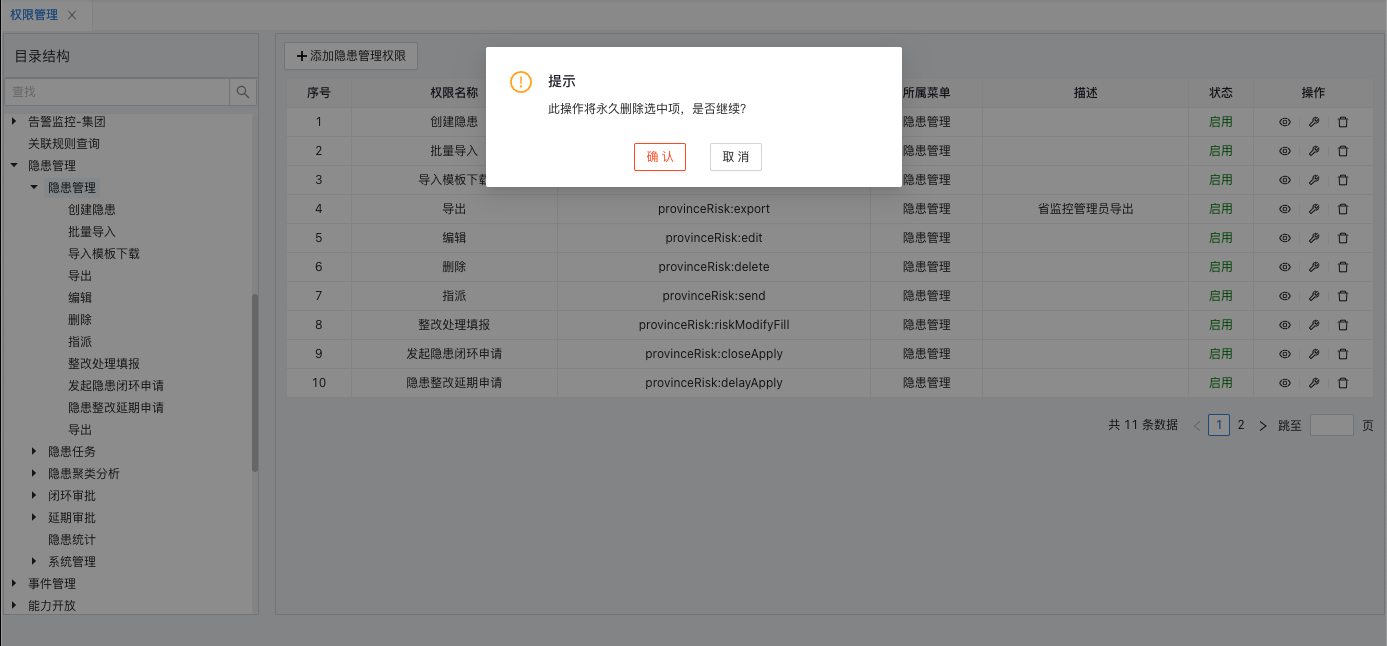 权限管理
目录结构
查找
告警监控-集团
关联规则查询
隐患管理
隐患管理
创建隐患
批量导入
导入模板下载
导出
编辑
删除
指派
整改处理填报
发起隐患闭环申请
隐患整改延期申请
导出
隐患任务
隐患聚类分析
闭环审批
延期审批
隐患统计
系统管理
事件管理
能力开放
添加隐患管理权限
提示
此操作将永久删除选中项，是否继续?
确 认 取 消
序号 权限名称 所属菜单 描述 状态 操作
1 创建隐患 隐患管理 启用
2 批量导入 隐患管理 启用
3 导入模板下载 隐患管理 启用
4 导出 provinceRisk:export 隐患管理 省监控管理员导出 启用
5 编辑 provinceRisk:edit 隐患管理 启用
6 删除 provinceRisk:delete 隐患管理 启用
7 指派 provinceRisk:send 隐患管理 启用
8 整改处理填报 provinceRisk:riskModifyFill 隐患管理 启用
9 发起隐患闭环申请 provinceRisk:closeApply 隐患管理 启用
10 隐患整改延期申请 provinceRisk:delayApply 隐患管理 启用
共 11 条数据 1 2 跳至 页